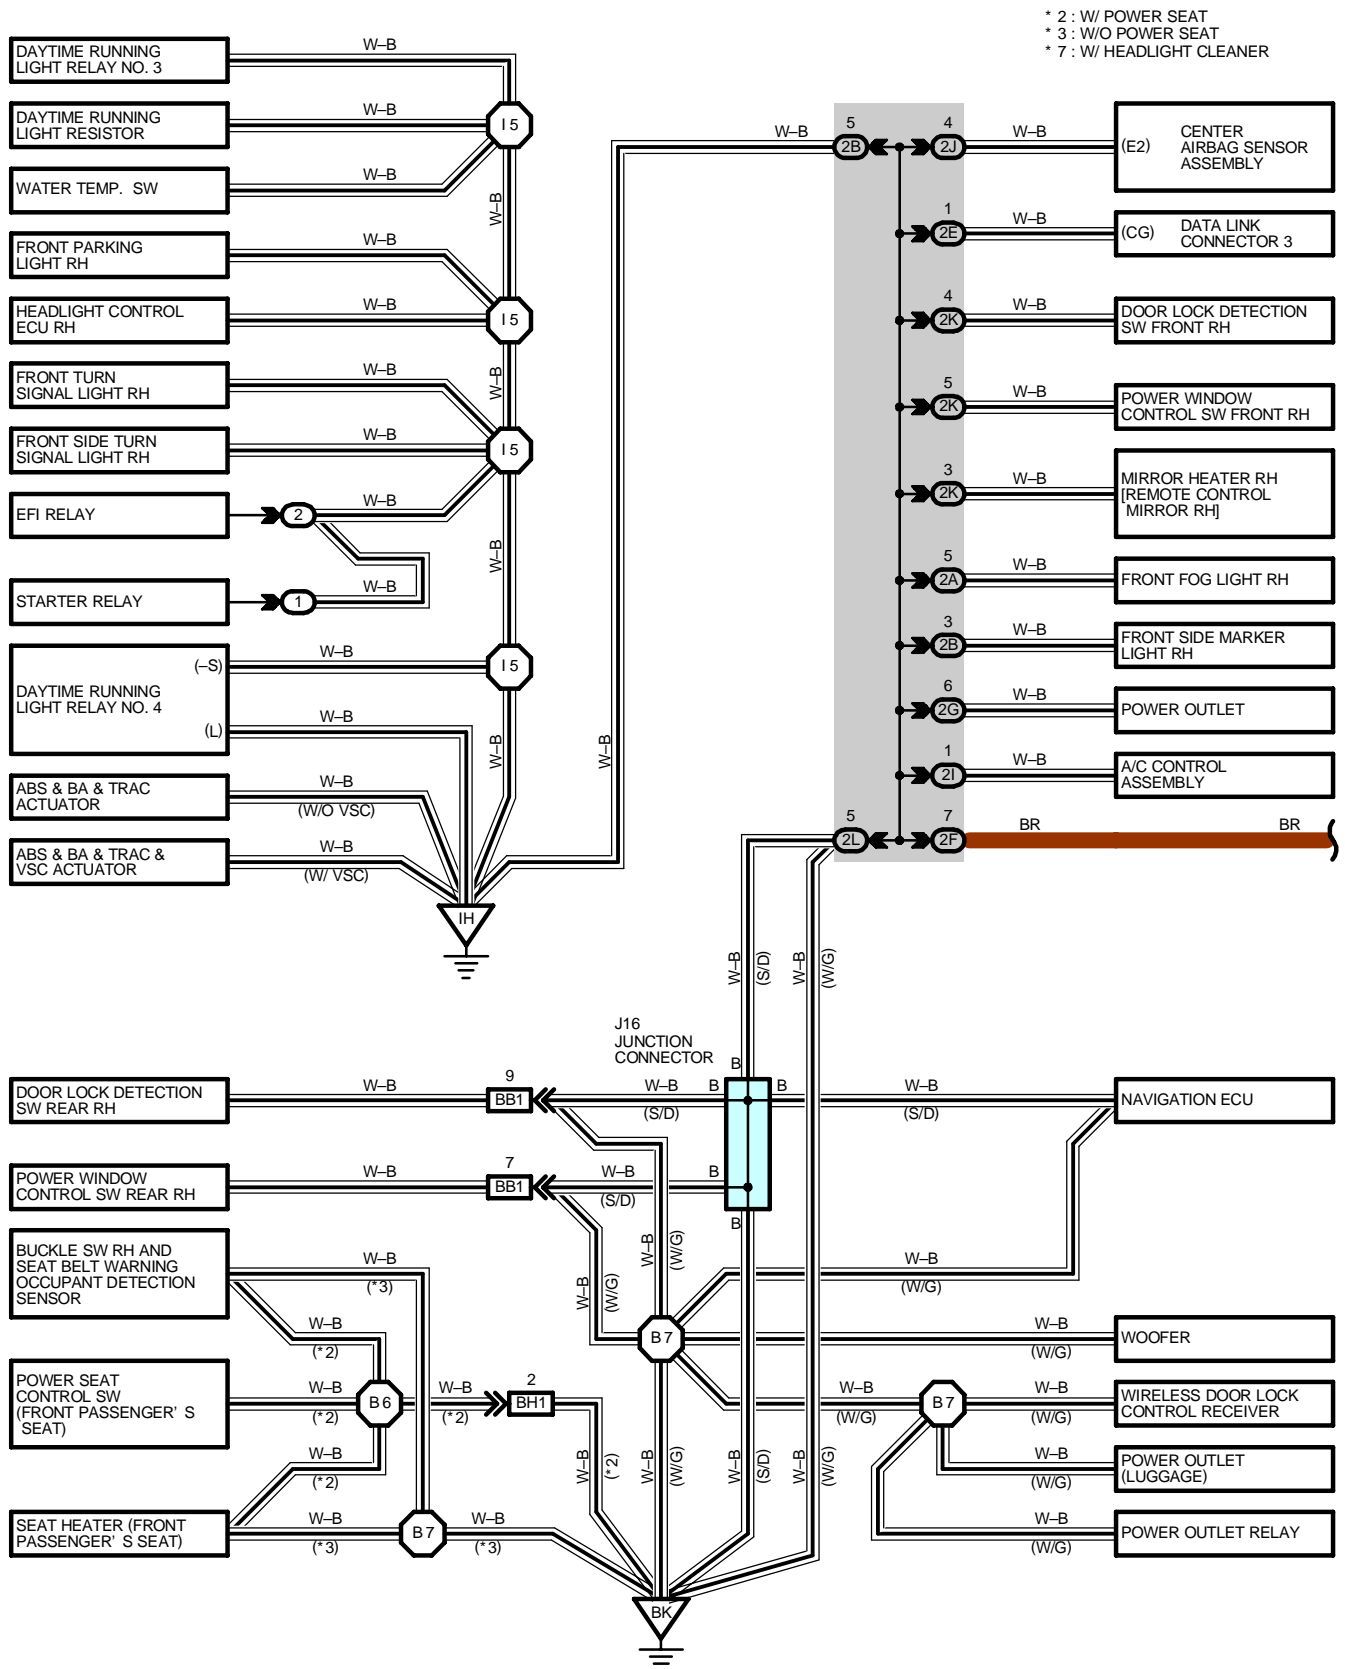 * 2 : W/ POWER SEAT
* 3 : W/O POWER SEAT
* 7 : W/ HEADLIGHT CLEANER
DAYTIME RUNNING
LIGHT RELAY NO. 3
W–B
DAYTIME RUNNING
LIGHT RESISTOR
W–B
I 5
WATER TEMP. SW
W–B
W–B
FRONT PARKING
LIGHT RH
W–B
HEADLIGHT CONTROL
ECU RH
W–B
I 5
FRONT TURN
SIGNAL LIGHT RH
W–B
W–B
FRONT SIDE TURN
SIGNAL LIGHT RH
W–B
I 5
EFI RELAY
2
W–B
W–B
STARTER RELAY
1
W–B
DAYTIME RUNNING
LIGHT RELAY NO. 4
(–S)
W–B
I 5
(L)
W–B
W–B
W–B
ABS & BA & TRAC
ACTUATOR
W–B
(W/O VSC)
ABS & BA & TRAC &
VSC ACTUATOR
W–B
(W/ VSC)
IH
W–B
5
2B
4
2J
W–B
(E2)
CENTER
AIRBAG SENSOR
ASSEMBLY
1
2E
W–B
(CG)
DATA LINK
CONNECTOR 3
4
2K
W–B
DOOR LOCK DETECTION
SW FRONT RH
5
2K
W–B
POWER WINDOW
CONTROL SW FRONT RH
3
2K
W–B
MIRROR HEATER RH
[REMOTE CONTROL
MIRROR RH]
5
2A
W–B
FRONT FOG LIGHT RH
3
2B
W–B
FRONT SIDE MARKER
LIGHT RH
6
2G
W–B
POWER OUTLET
1
2I
W–B
A/C CONTROL
ASSEMBLY
5
2L
7
2F
BR
BR
W–B
(S/D)
W–B
(W/G)
J16
JUNCTION
CONNECTOR
B
DOOR LOCK DETECTION
SW REAR RH
W–B
9
BB1
W–B
(S/D)
B
B
W–B
(S/D)
NAVIGATION ECU
POWER WINDOW
CONTROL SW REAR RH
W–B
7
BB1
W–B
(S/D)
B
B
BUCKLE SW RH AND
SEAT BELT WARNING
OCCUPANT DETECTION
SENSOR
W–B
(*3)
W–B
(*2)
W–B
(W/G)
W–B
(W/G)
W–B
(W/G)
B 7
W–B
(W/G)
WOOFER
POWER SEAT
CONTROL SW
(FRONT PASSENGER' S
SEAT)
W–B
(*2)
B 6
W–B
(*2)
2
BH1
W–B
(W/G)
B 7
W–B
(W/G)
WIRELESS DOOR LOCK
CONTROL RECEIVER
W–B
(*2)
W–B
(*2)
W–B
(W/G)
W–B
(S/D)
W–B
(W/G)
W–B
(W/G)
POWER OUTLET
(LUGGAGE)
SEAT HEATER (FRONT
PASSENGER' S SEAT)
W–B
(*3)
B 7
W–B
(*3)
W–B
(W/G)
POWER OUTLET RELAY
BK